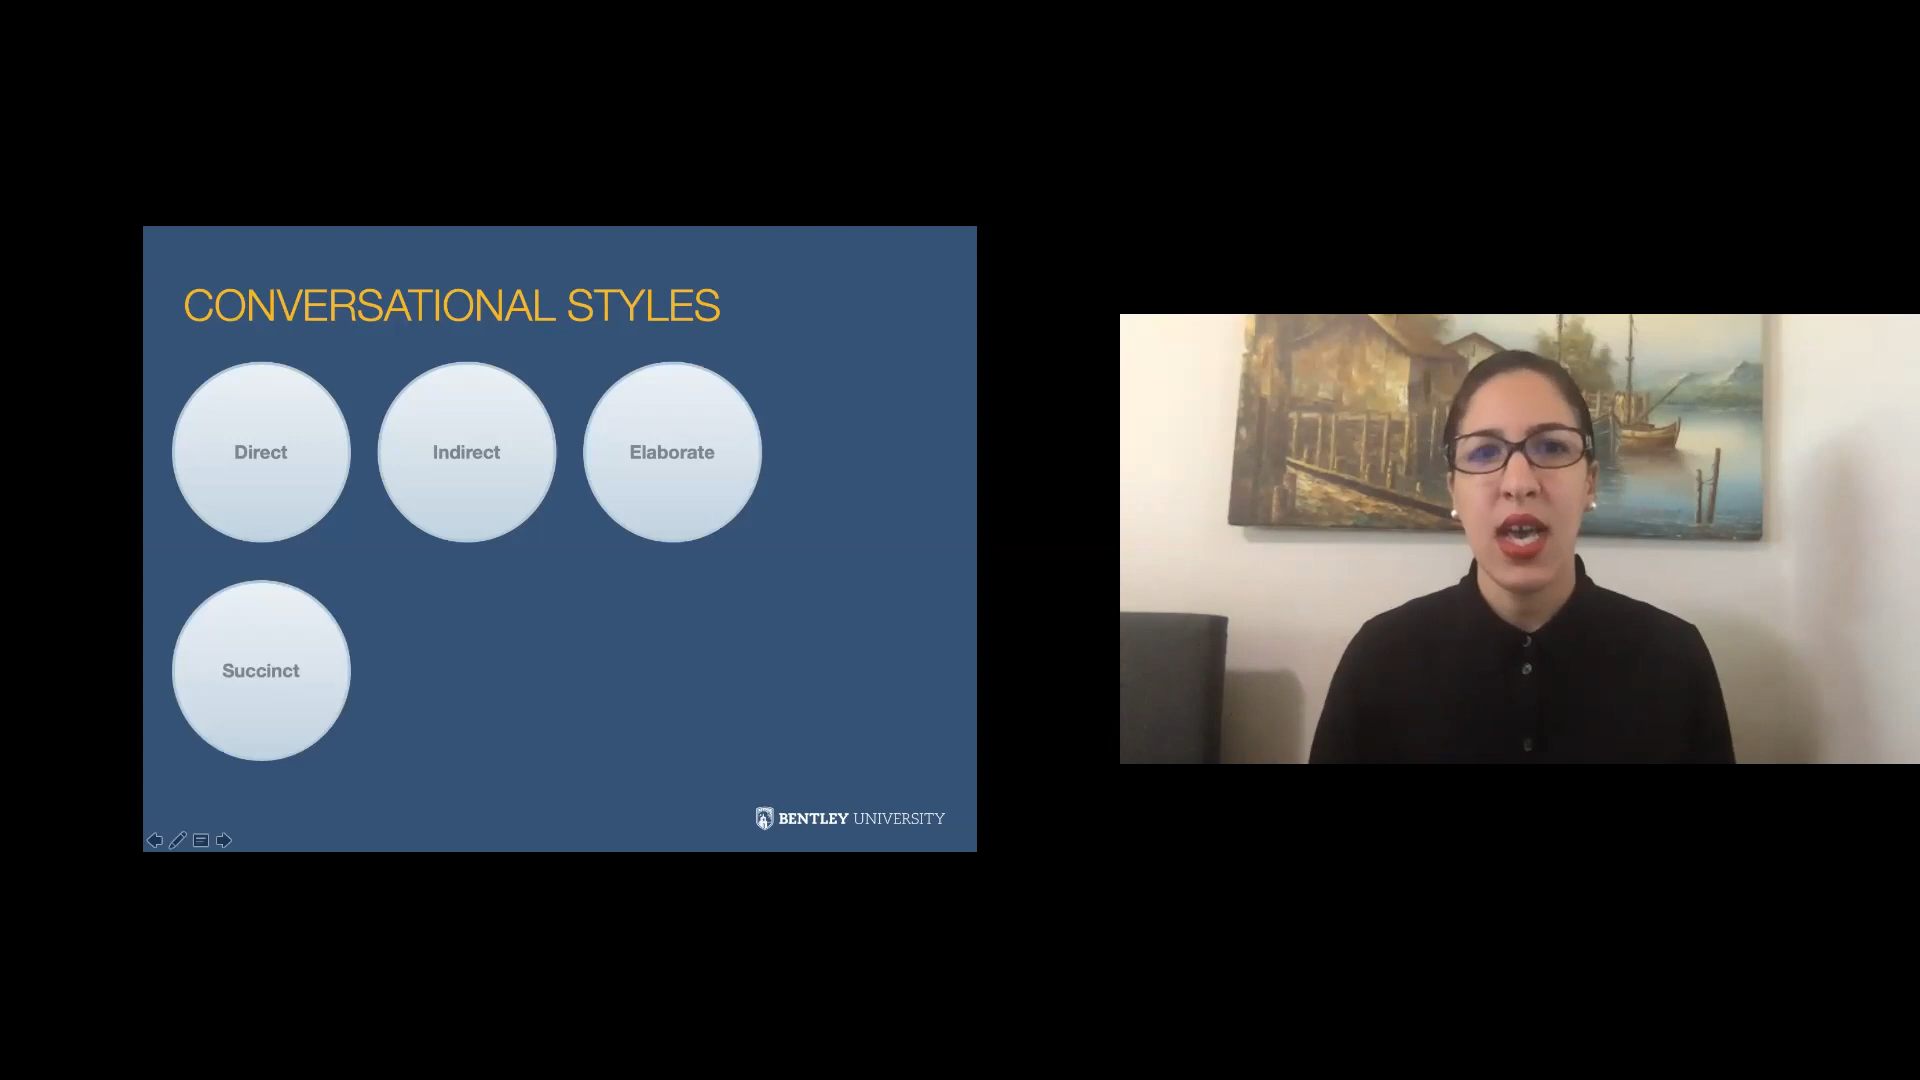 CONVERSATIONAL STYLES
Direct
Indirect
Elaborate
Succinct
BENTLEY UNIVERSITY